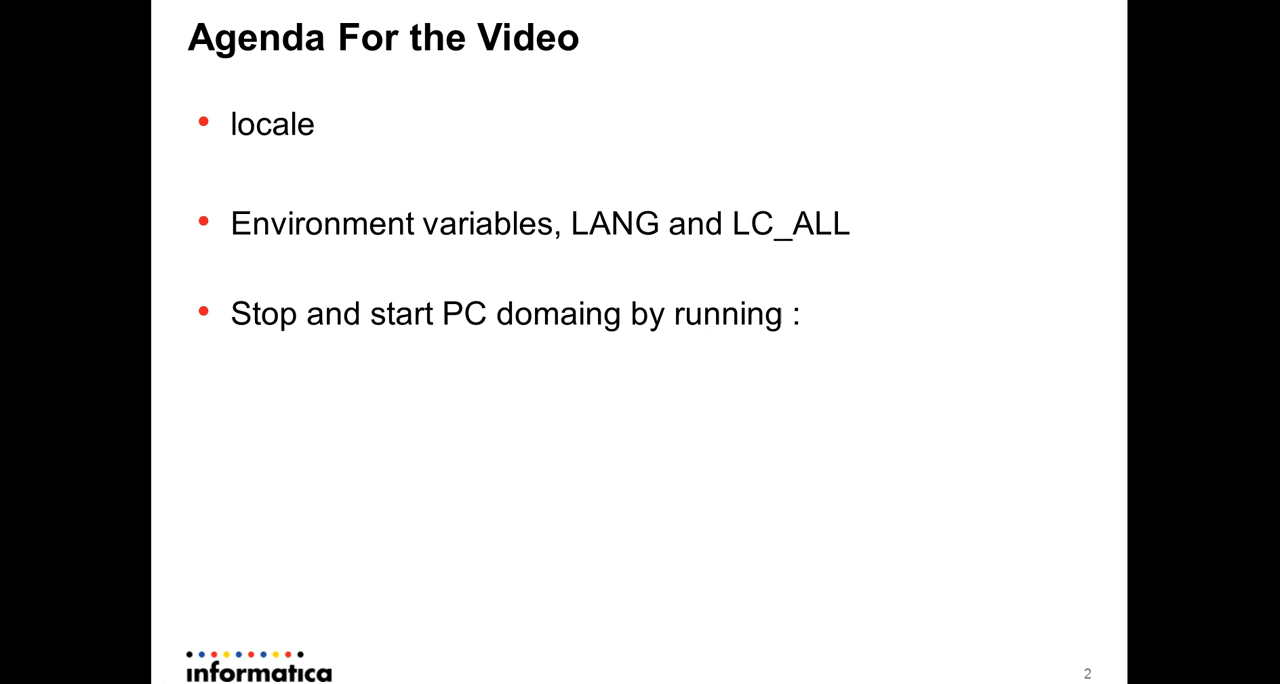 Agenda For the Video
• locale
• Environment variables, LANG and LC_ALL
• Stop and start PC domaing by running :
informatica
2